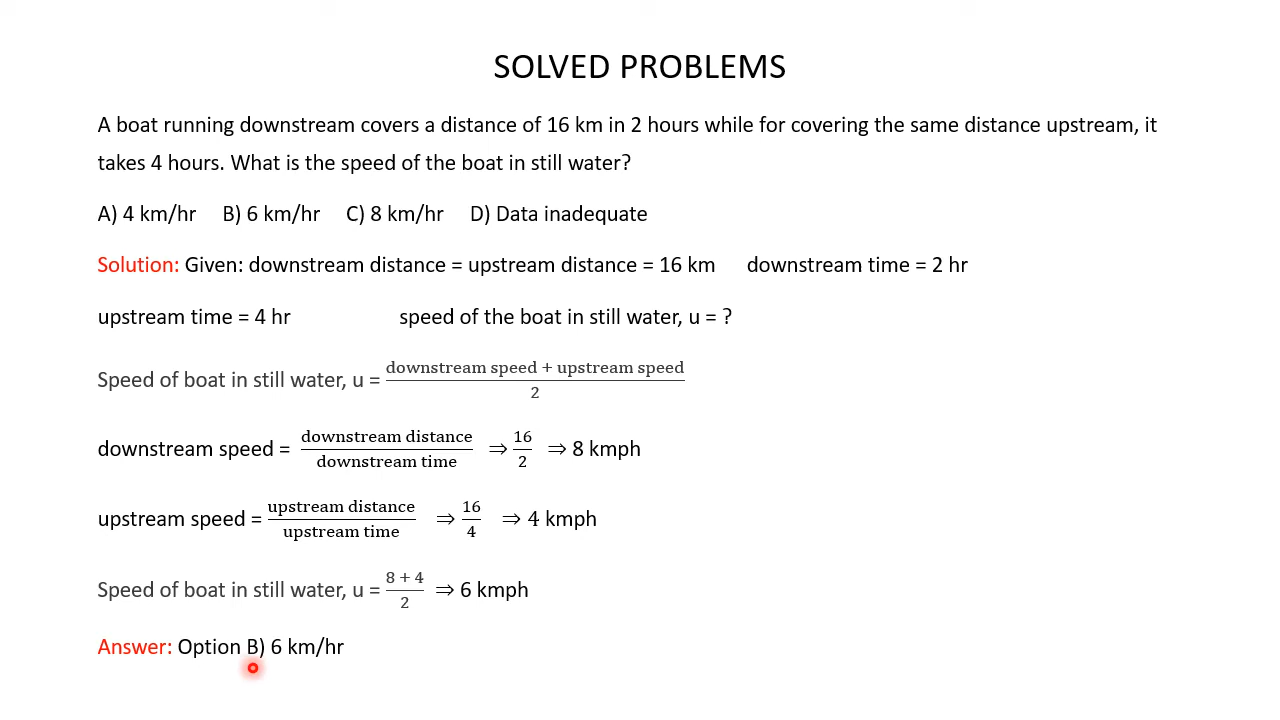 SOLVED PROBLEMS
A boat running downstream covers a distance of 16 km in 2 hours while for covering the same distance upstream, it
takes 4 hours. What is the speed of the boat in still water?
A) 4 km/hr B) 6 km/hr C) 8 km/hr D) Data inadequate
Solution: Given: downstream distance = upstream distance = 16 km downstream time = 2 hr
upstream time = 4 hr speed of the boat in still water, u = ?
Speed of boat in still water, u = (downstream speed + upstream speed)/2
downstream speed = downstream distance/downstream time ⇒ 16/2 ⇒ 8 kmph
upstream speed = upstream distance/upstream time ⇒ 16/4 ⇒ 4 kmph
Speed of boat in still water, u = (8 + 4)/2 ⇒ 6 kmph
Answer: Option B) 6 km/hr